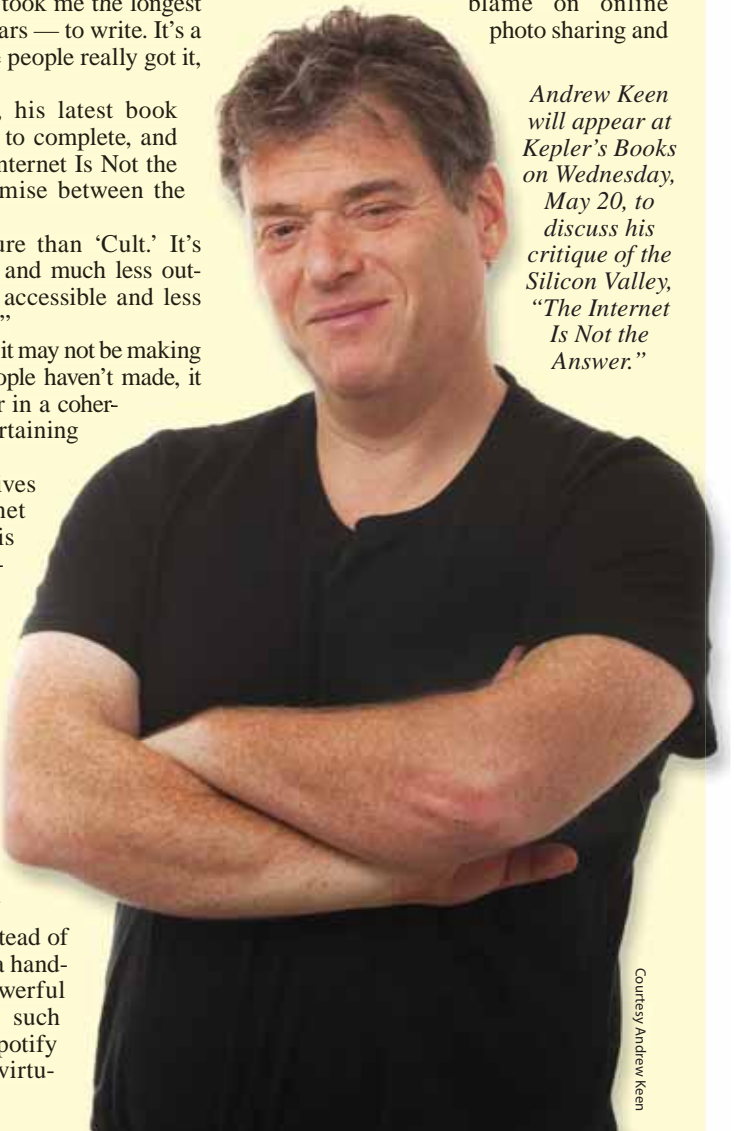 took me the longest
ars — to write. It's a
people really got it,
his latest book
to complete, and
nternet Is Not the
mise between the
ure than ‘Cult.’ It's
and much less out-
accessible and less
”
it may not be making
ople haven't made, it
r in a coher-
rtaining
ives
net
is
-
tead of
a hand-
werful
such
potify
virtu-
blame on online
photo sharing and
Andrew Keen
will appear at
Kepler's Books
on Wednesday,
May 20, to
discuss his
critique of the
Silicon Valley,
“The Internet
Is Not the
Answer.”
Courtesy Andrew Keen